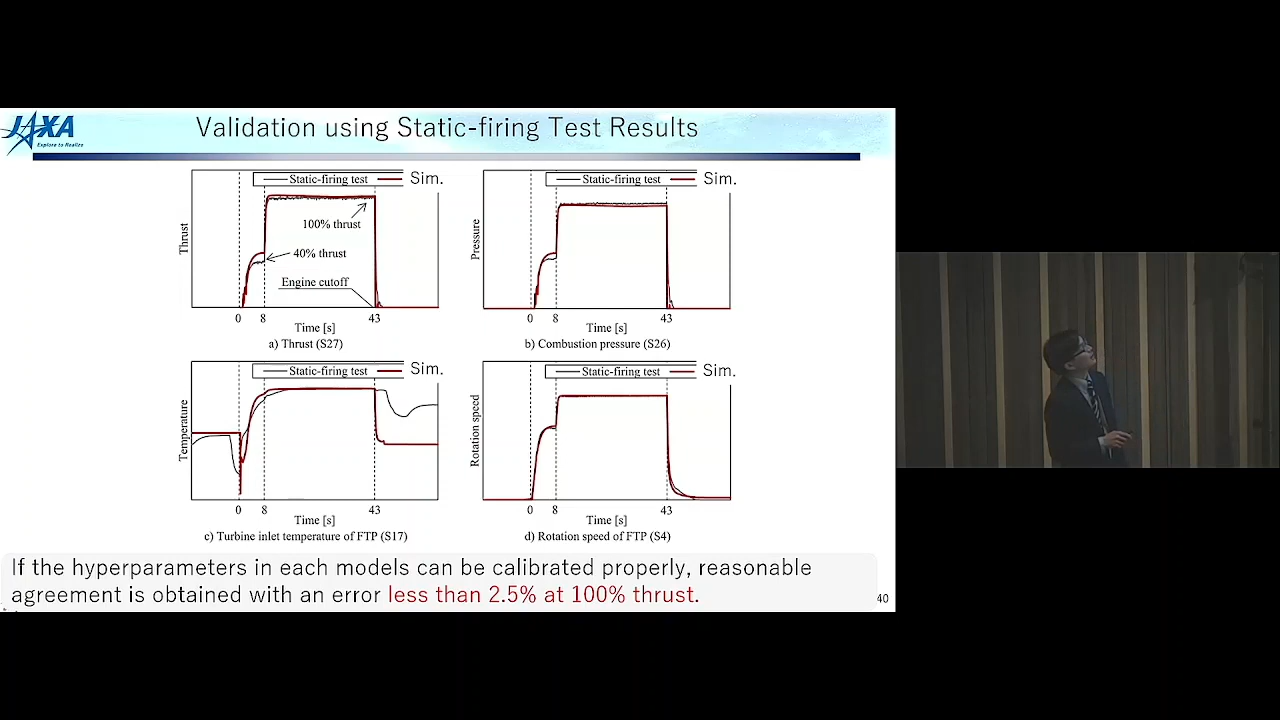 JAXA
Explore to Realize
Validation using Static-firing Test Results
Static-firing test Sim.
Thrust
100% thrust
40% thrust
Engine cutoff
0 8 43
Time [s]
a) Thrust (S27)
Static-firing test Sim.
Pressure
0 8 43
Time [s]
b) Combustion pressure (S26)
Static-firing test Sim.
Temperature
0 8 43
Time [s]
c) Turbine inlet temperature of FTP (S17)
Static-firing test Sim.
Rotation speed
0 8 43
Time [s]
d) Rotation speed of FTP (S4)
If the hyperparameters in each models can be calibrated properly, reasonable
agreement is obtained with an error less than 2.5% at 100% thrust.
40